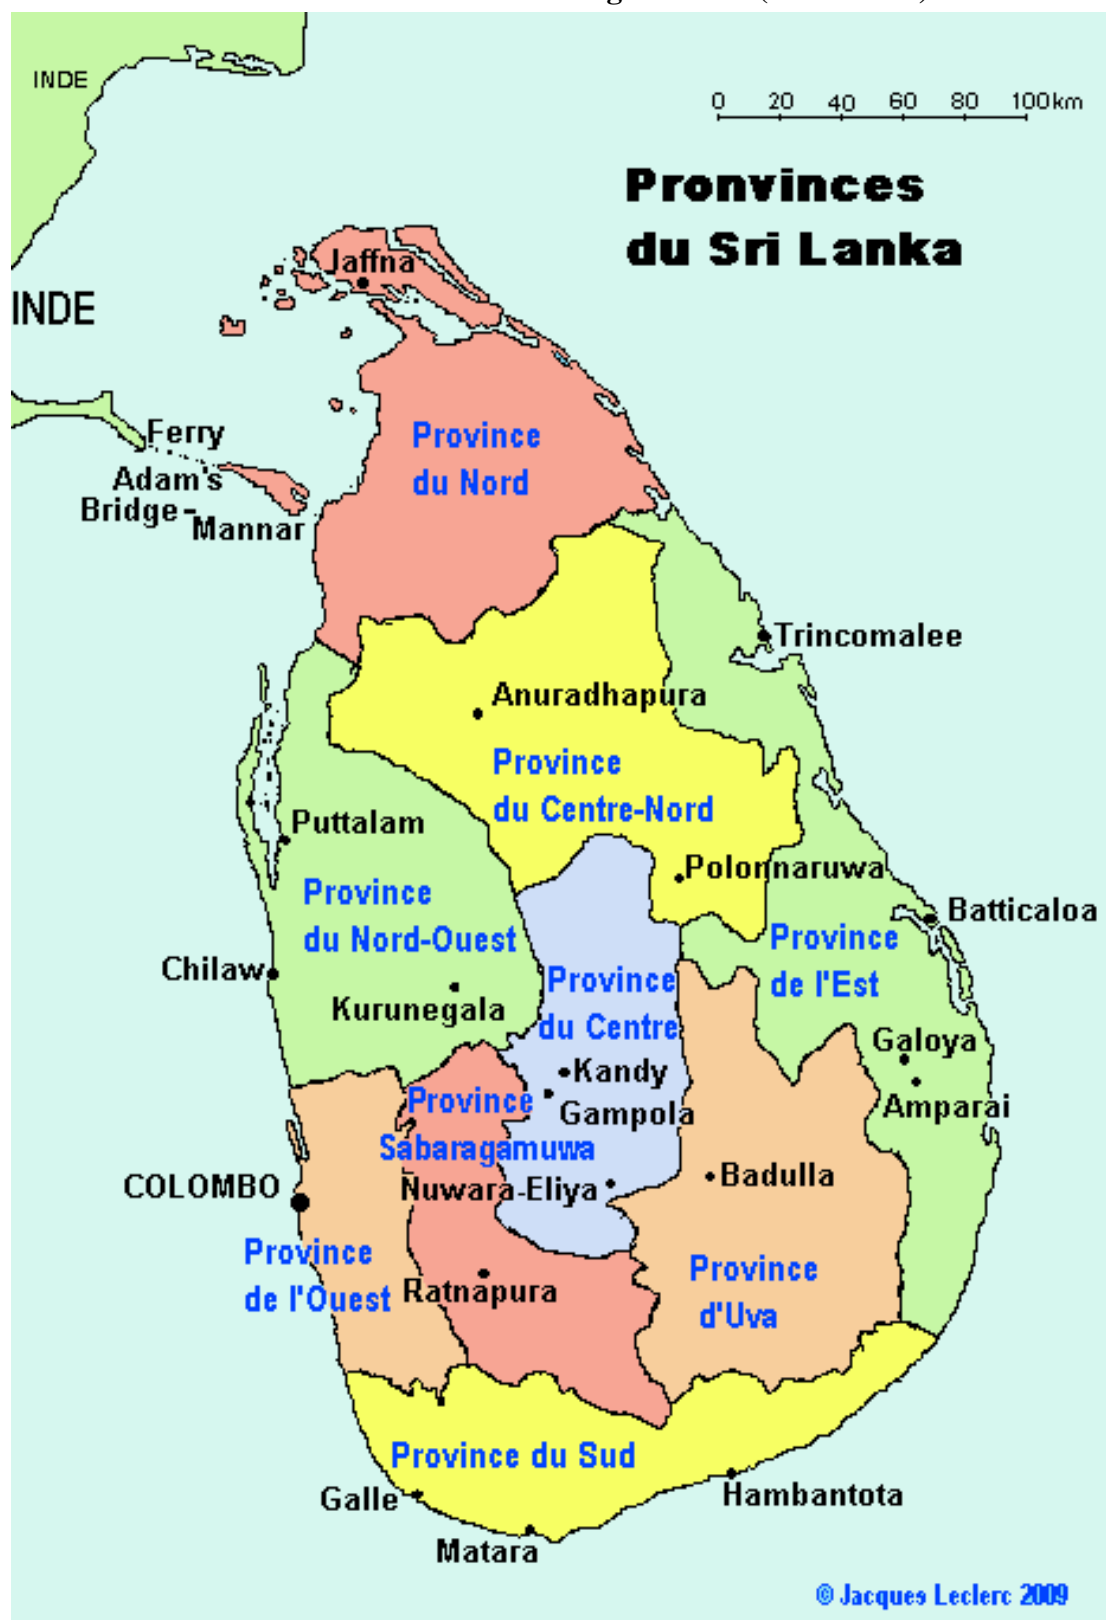 INDE
0 20 40 60 80 100km
Pronvinces
du Sri Lanka
Jaffna
INDE
Ferry
Adam's
Bridge-
Mannar
Province
du Nord
Trincomalee
Anuradhapura
Province
du Centre-Nord
Puttalam
Polonnaruwa
Province
du Nord-Ouest
Batticaloa
Province
de l'Est
Chilaw
Kurunegala
Province
du Centre
Galoya
Kandy
Gampola
Amparai
Province
Sabaragamuwa
Badulla
COLOMBO
Nuwara-Eliya
Province
de l'Ouest
Ratnapura
Province
d'Uva
Province du Sud
Galle
Hambantota
Matara
© Jacques Leclerc 2009